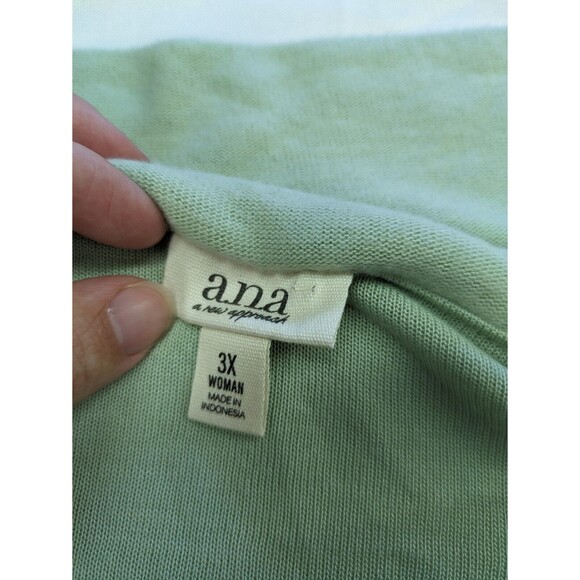 a.n.a
a new approach
3X
WOMAN
MADE IN
INDONESIA